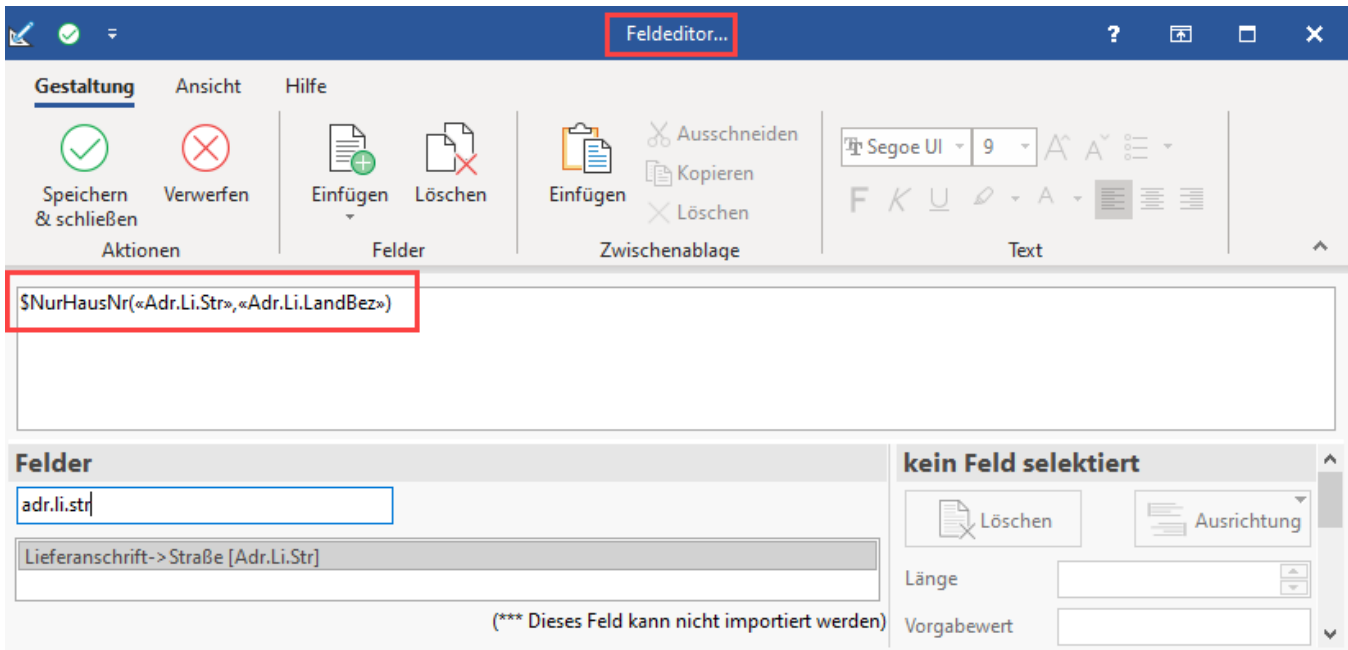 Feldeditor...
?
Gestaltung Ansicht Hilfe
Speichern & schließen
Verwerfen
Einfügen
Löschen
Einfügen
Ausschneiden
Kopieren
Löschen
Segoe UI 9 A A
F K U A
Aktionen Felder Zwischenablage Text
$NurHausNr(«Adr.Li.Str»,«Adr.Li.LandBez»)
Felder
adr.li.str
Lieferanschrift->Straße [Adr.Li.Str]
(*** Dieses Feld kann nicht importiert werden)
kein Feld selektiert
Löschen Ausrichtung
Länge
Vorgabewert